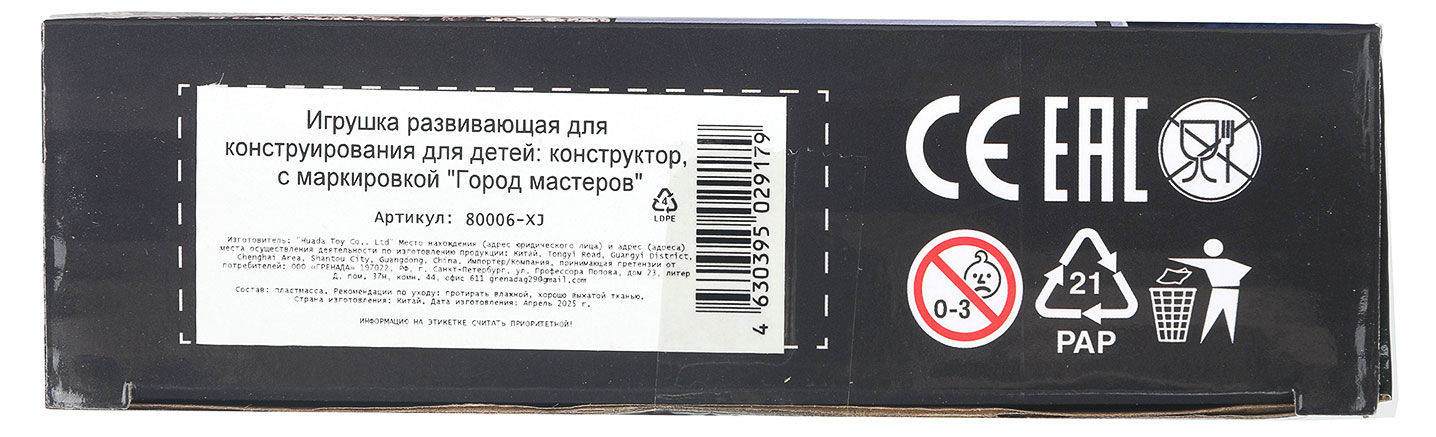 Игрушка развивающая для
конструирования для детей: конструктор,
с маркировкой "Город мастеров"
Артикул: 80006-XJ
4
LDPE
Изготовитель: "Huada Toy Co., Ltd" Место нахождения (адрес юридического лица) и адрес (адреса)
места осуществления деятельности по изготовлению продукции: Китай, Tongyi Road, Guangyi District,
Chenghai Area, Shantou City, Guangdong, China. Импортер/Компания, принимающая претензии от
потребителей: ООО «ГРЕНАДА» 197022, РФ, г. Санкт-Петербург, ул. Профессора Попова, дом 23, литер
Д, пом. 37Н, комн. 44, офис 611 grenadag29@gmail.com
Состав: пластмасса. Рекомендации по уходу: протирать влажной, хорошо выжатой тканью.
Страна изготовления: Китай. Дата изготовления: Апрель 2025 г.
ИНФОРМАЦИЮ НА ЭТИКЕТКЕ СЧИТАТЬ ПРИОРИТЕТНОЙ!
4 630395 029179
CE EAC
0-3
21
PAP